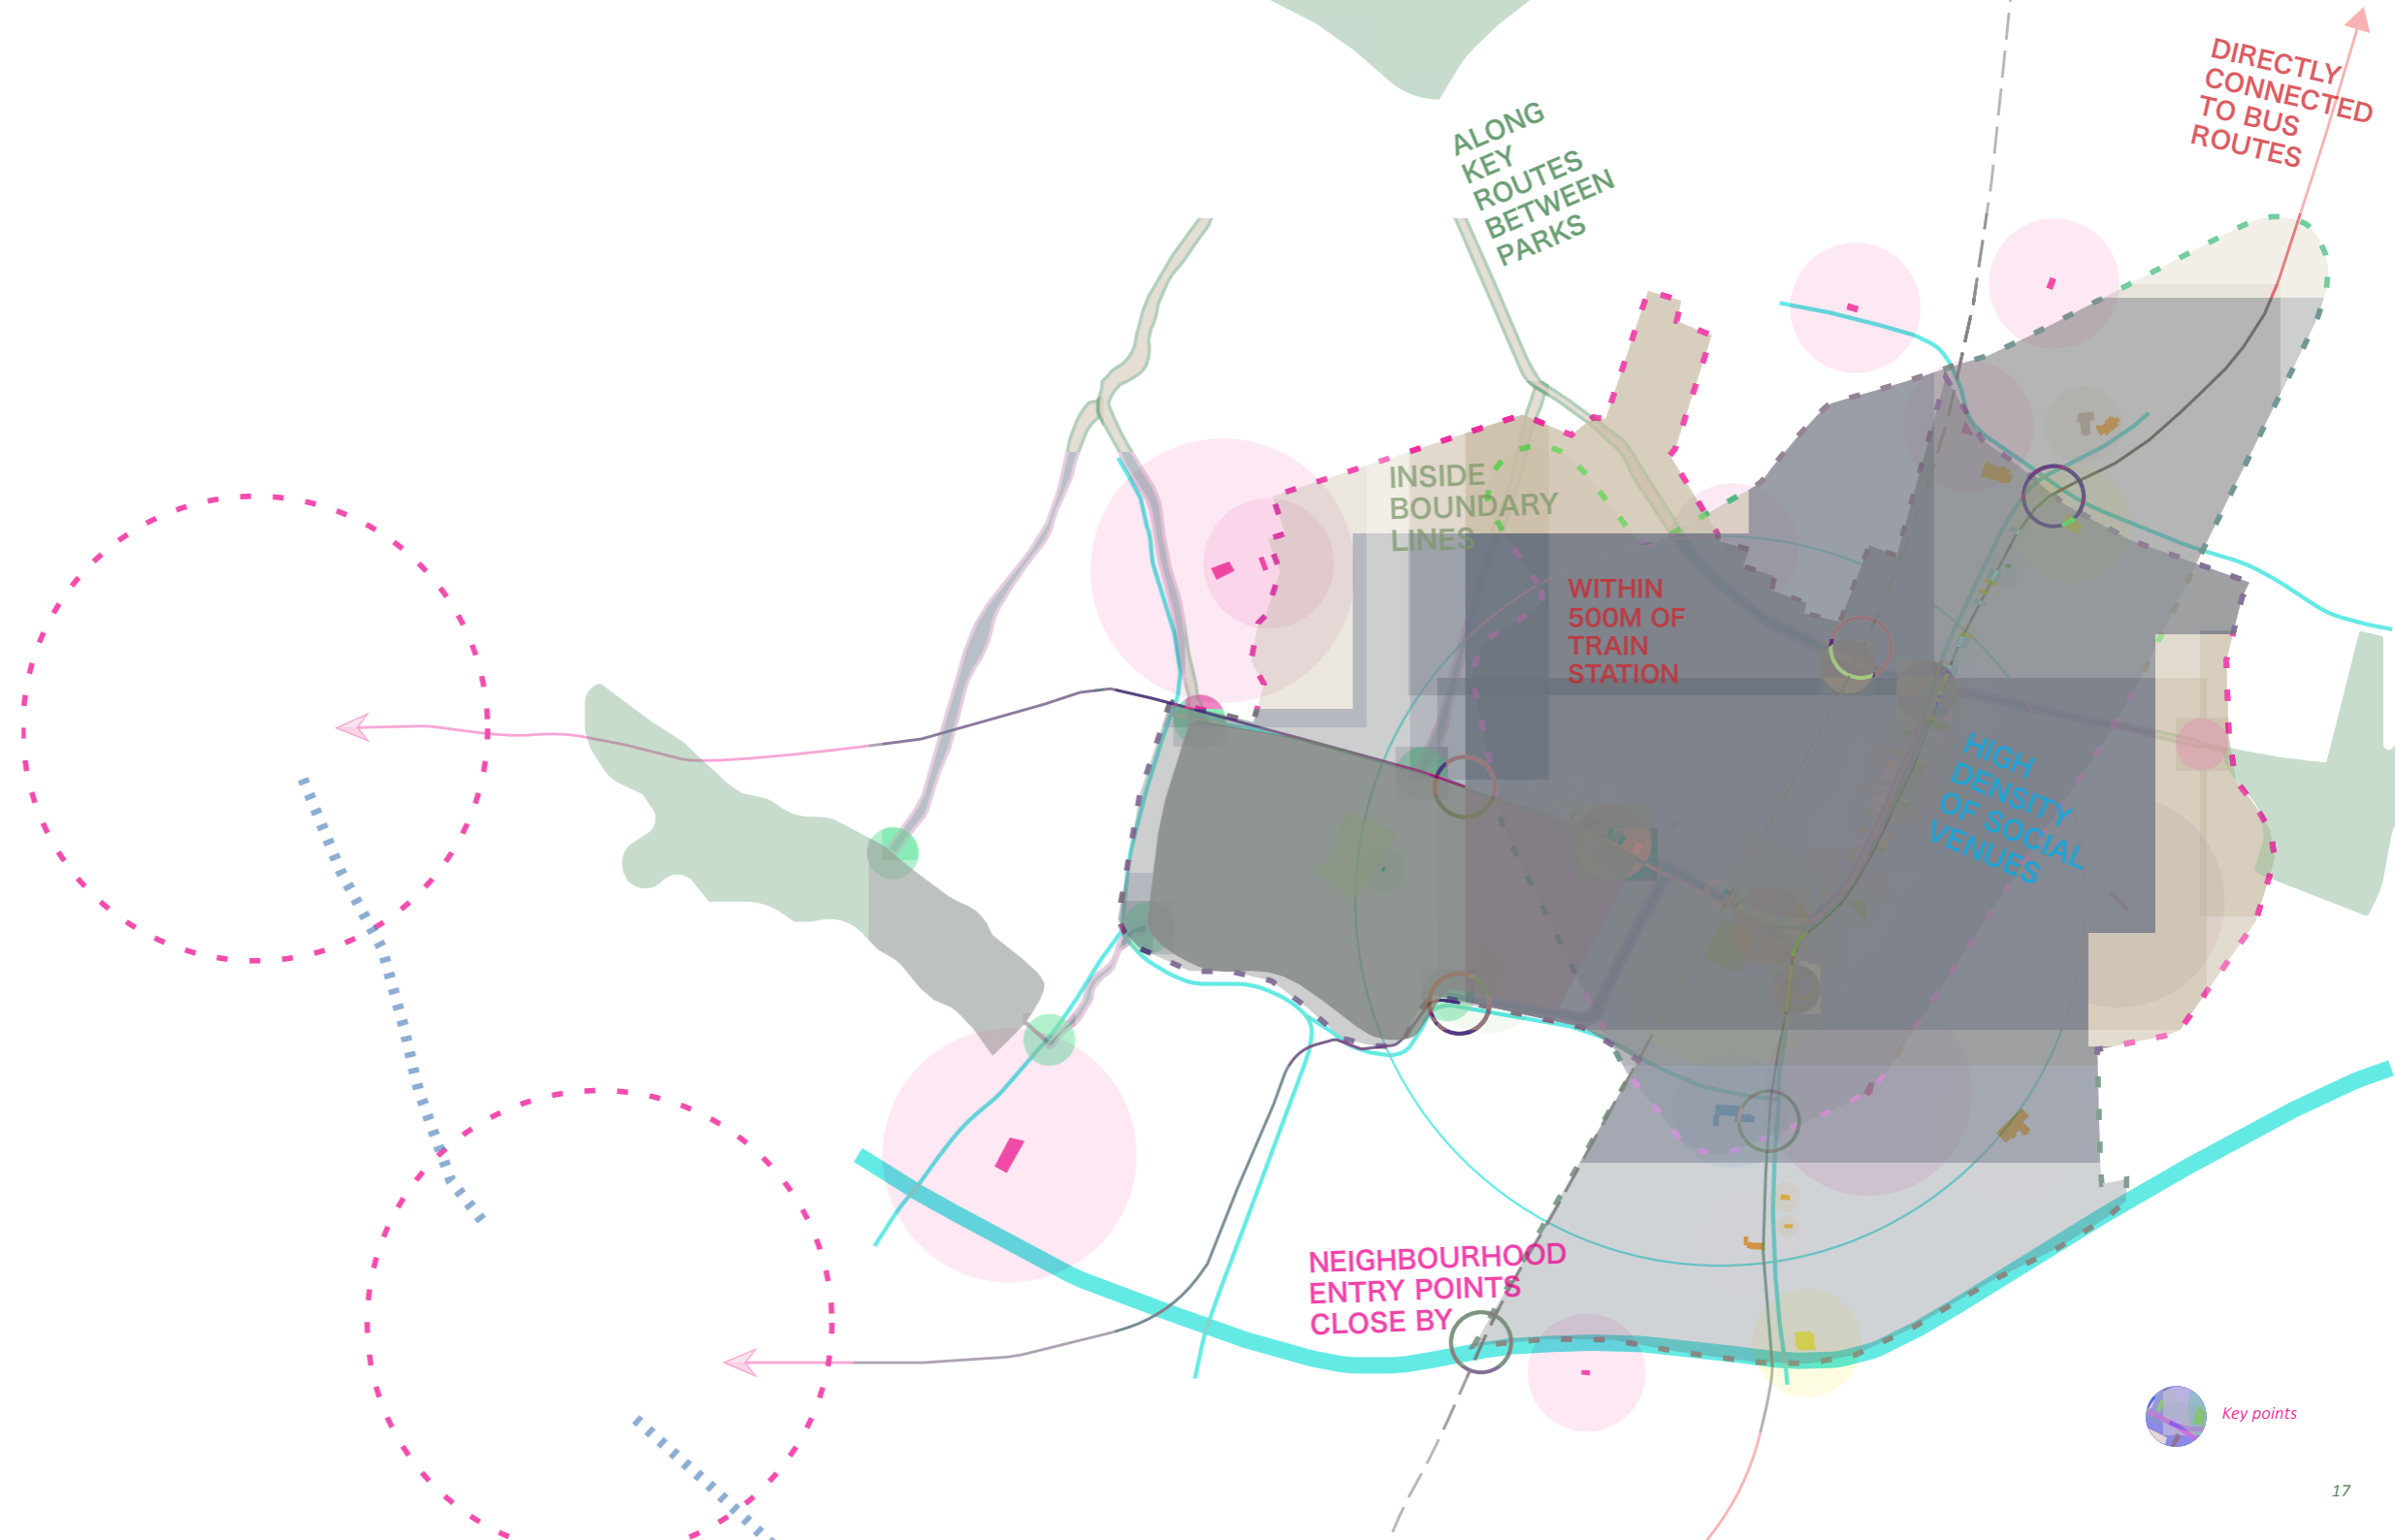 DIRECTLY
CONNECTED
TO BUS
ROUTES
ALONG
KEY
ROUTES
BETWEEN
PARKS
INSIDE
BOUNDARY
LINES
WITHIN
500M OF
TRAIN
STATION
HIGH
DENSITY
OF SOCIAL
VENUES
NEIGHBOURHOOD
ENTRY POINTS
CLOSE BY
Key points
17